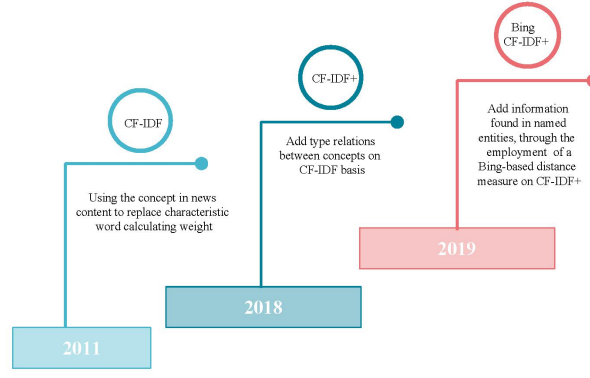 CF-IDF
Using the concept in news
content to replace characteristic
word calculating weight
2011
CF-IDF+
Add type relations
between concepts on
CF-IDF basis
2018
Bing
CF-IDF+
Add information
found in named
entities, through the
employment of a
Bing-based distance
measure on CF-IDF+
2019